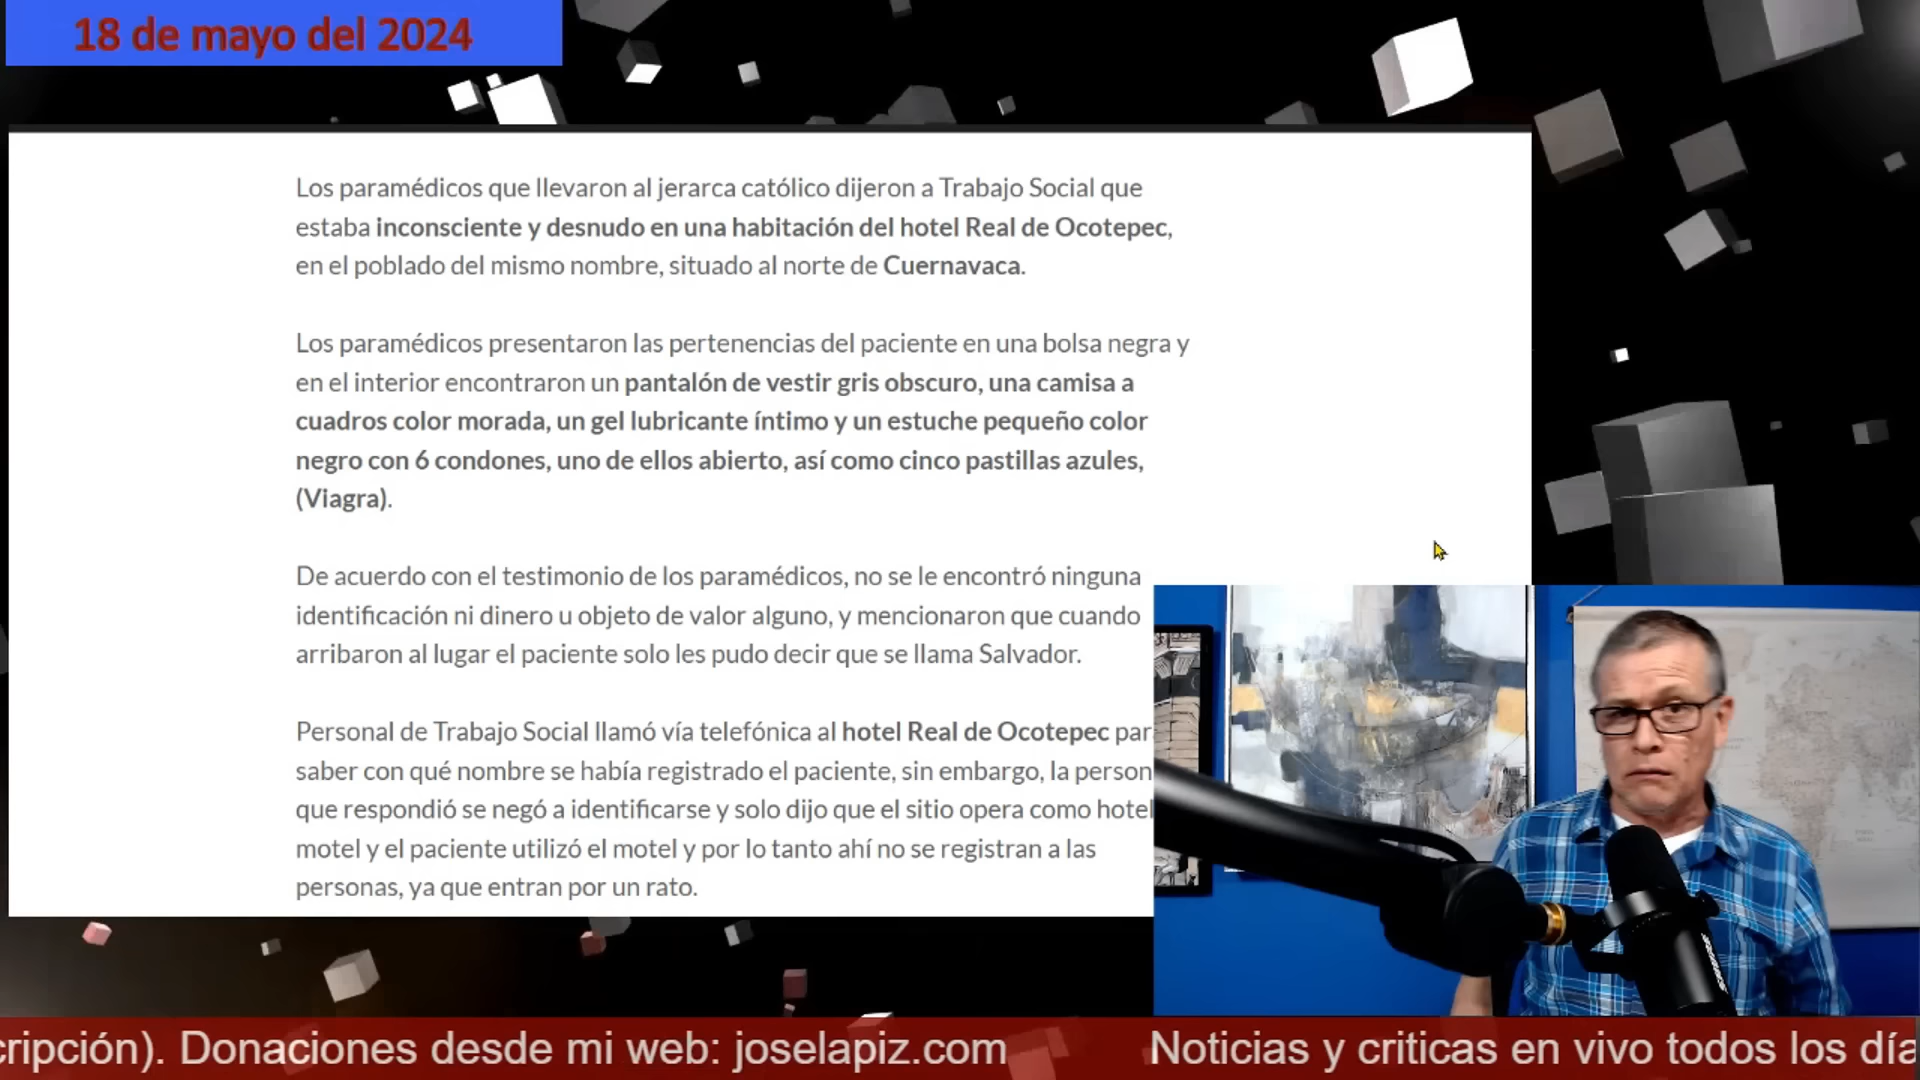 18 de mayo del 2024
Los paramédicos que llevaron al jerarca católico dijeron a Trabajo Social que
estaba inconsciente y desnudo en una habitación del hotel Real de Ocotepec,
en el poblado del mismo nombre, situado al norte de Cuernavaca.
Los paramédicos presentaron las pertenencias del paciente en una bolsa negra y
en el interior encontraron un pantalón de vestir gris obscuro, una camisa a
cuadros color morada, un gel lubricante íntimo y un estuche pequeño color
negro con 6 condones, uno de ellos abierto, así como cinco pastillas azules,
(Viagra).
De acuerdo con el testimonio de los paramédicos, no se le encontró ninguna
identificación ni dinero u objeto de valor alguno, y mencionaron que cuando
arribaron al lugar el paciente solo les pudo decir que se llama Salvador.
Personal de Trabajo Social llamó vía telefónica al hotel Real de Ocotepec par
saber con qué nombre se había registrado el paciente, sin embargo, la person
que respondió se negó a identificarse y solo dijo que el sitio opera como hotel
motel y el paciente utilizó el motel y por lo tanto ahí no se registran a las
personas, ya que entran por un rato.
cripción). Donaciones desde mi web: joselapiz.com Noticias y criticas en vivo todos los día